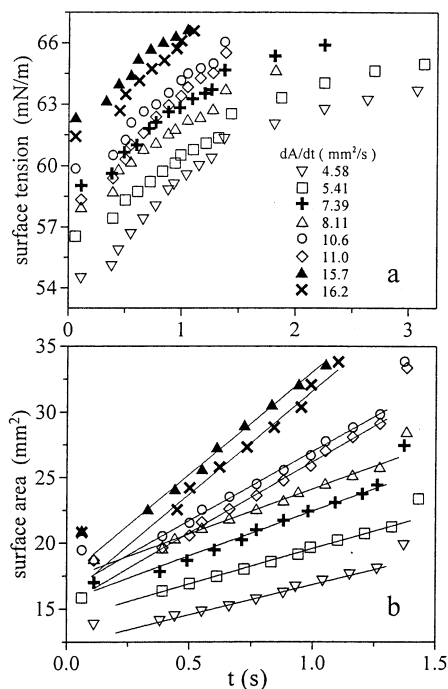 surface tension (mN/m)
66
63
60
57
54
0 1 2 3
dA/dt ( mm²/s)
4.58
5.41
7.39
8.11
10.6
11.0
15.7
16.2
a
surface area (mm²)
35
30
25
20
15
0.0 0.5 1.0 1.5
b
t (s)